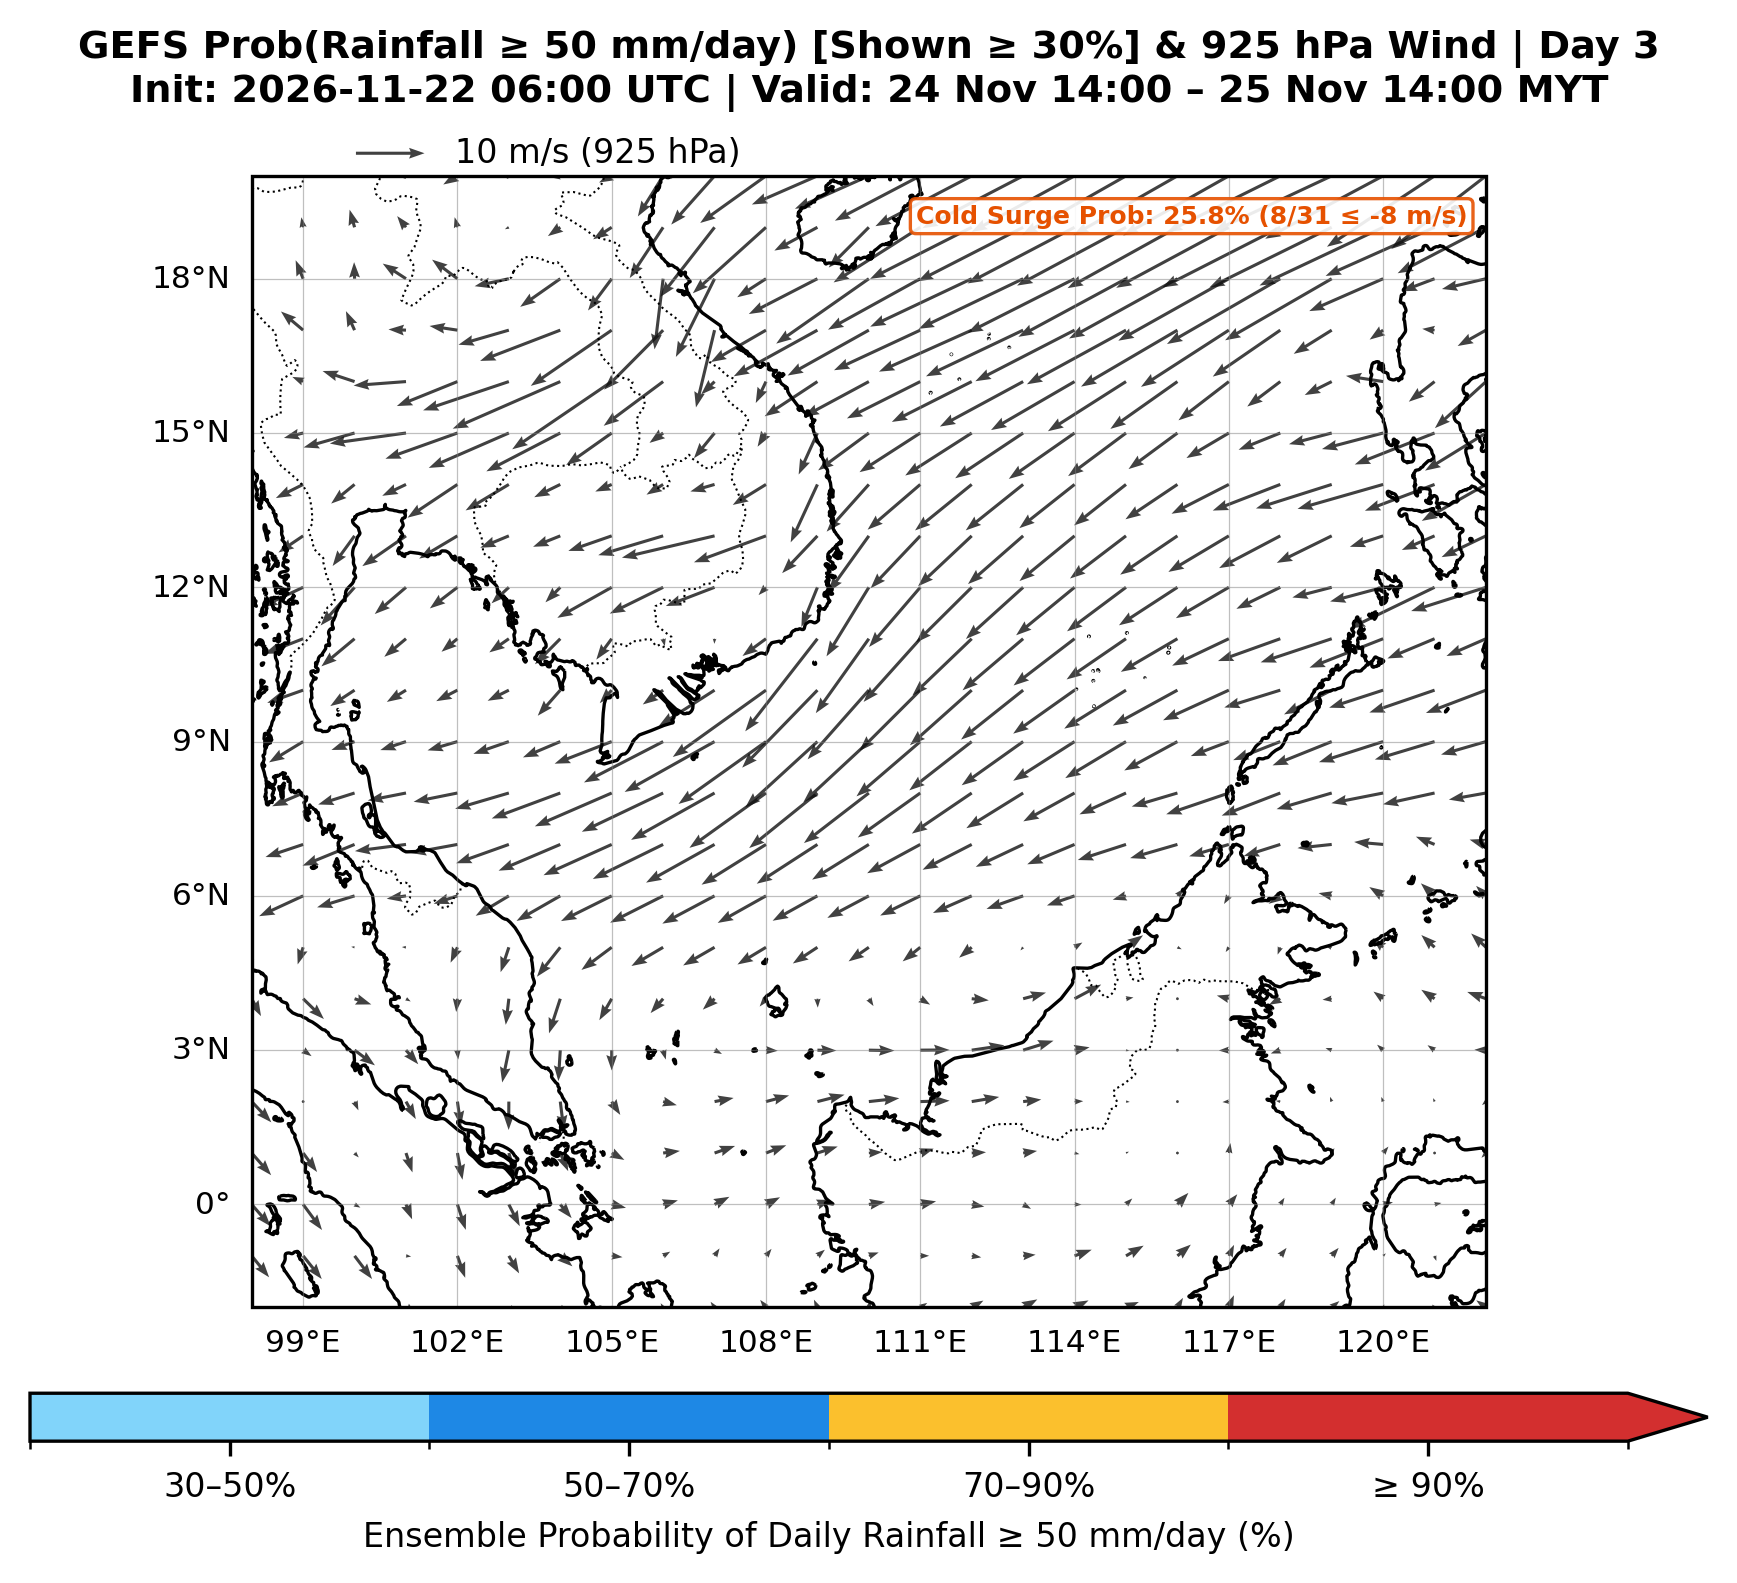 GEFS Prob(Rainfall ≥ 50 mm/day) [Shown ≥ 30%] & 925 hPa Wind | Day 3
Init: 2026-11-22 06:00 UTC | Valid: 24 Nov 14:00 – 25 Nov 14:00 MYT
10 m/s (925 hPa)
Cold Surge Prob: 25.8% (8/31 ≤ -8 m/s)
18°N
15°N
12°N
9°N
6°N
3°N
0°
99°E 102°E 105°E 108°E 111°E 114°E 117°E 120°E
30–50% 50–70% 70–90% ≥ 90%
Ensemble Probability of Daily Rainfall ≥ 50 mm/day (%)